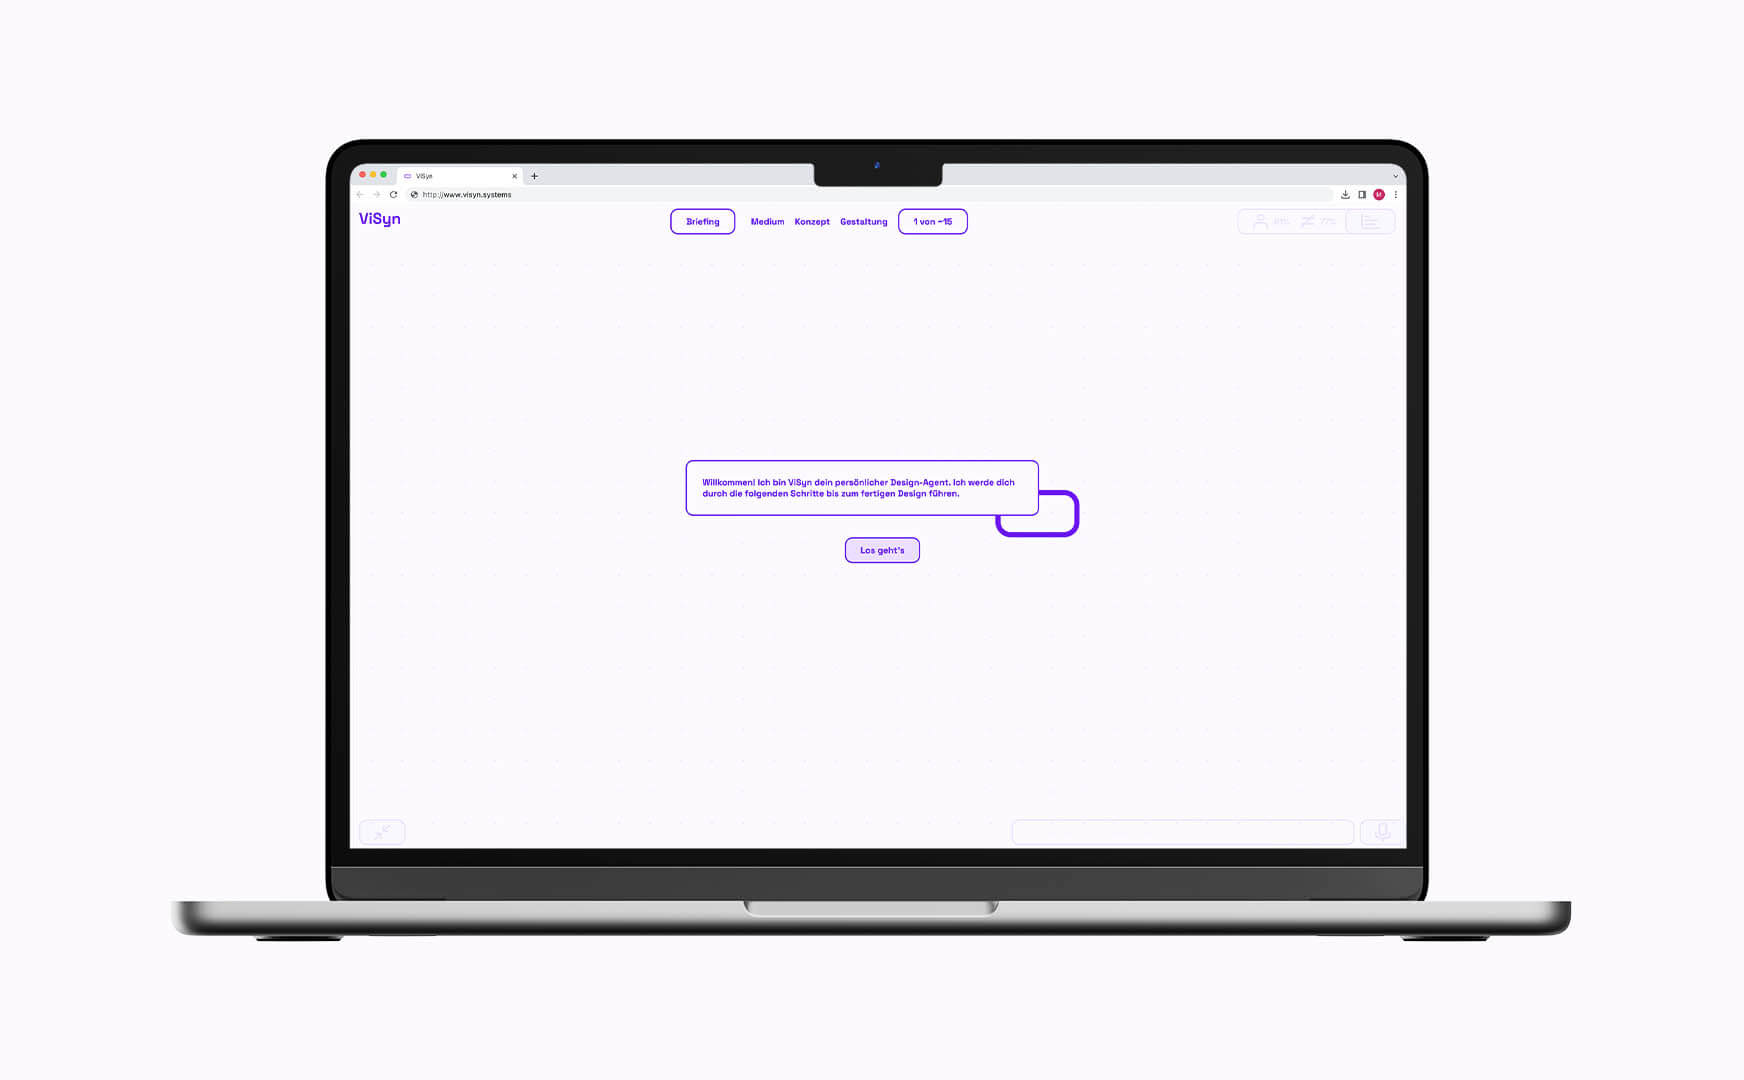 ViSyn
http://www.visyn.systems
M
ViSyn
Briefing
Medium
Konzept
Gestaltung
1 von ~15
Willkommen! Ich bin ViSyn dein persönlicher Design-Agent. Ich werde dich
durch die folgenden Schritte bis zum fertigen Design führen.
Los geht's